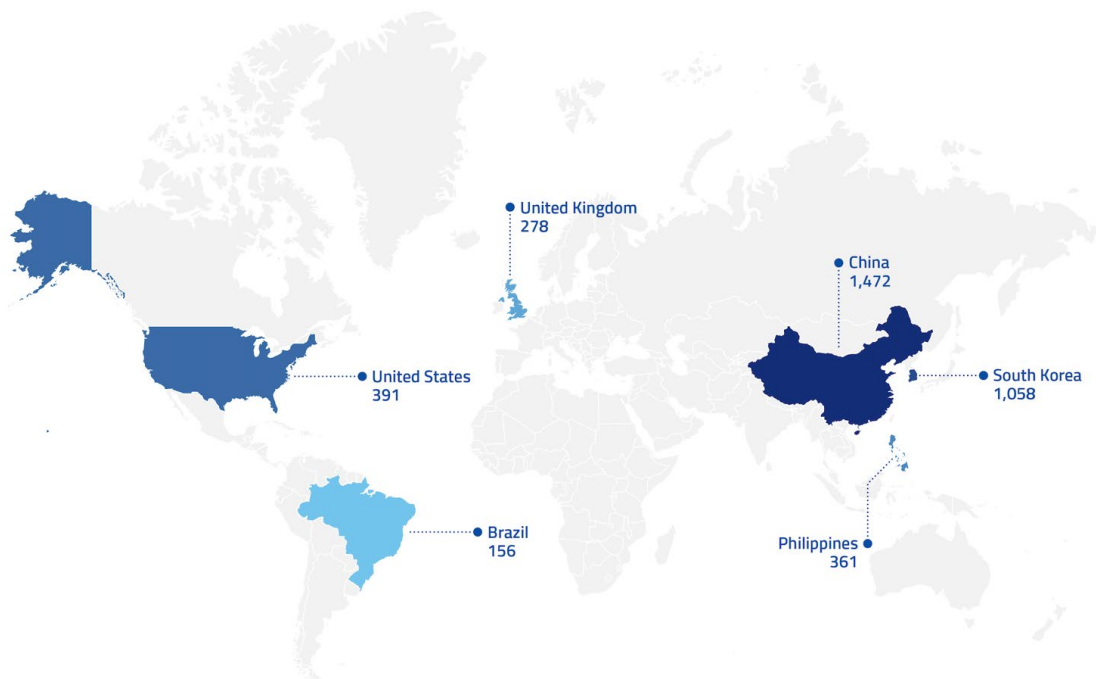 United Kingdom
278
China
1,472
United States
391
South Korea
1,058
Brazil
156
Philippines
361